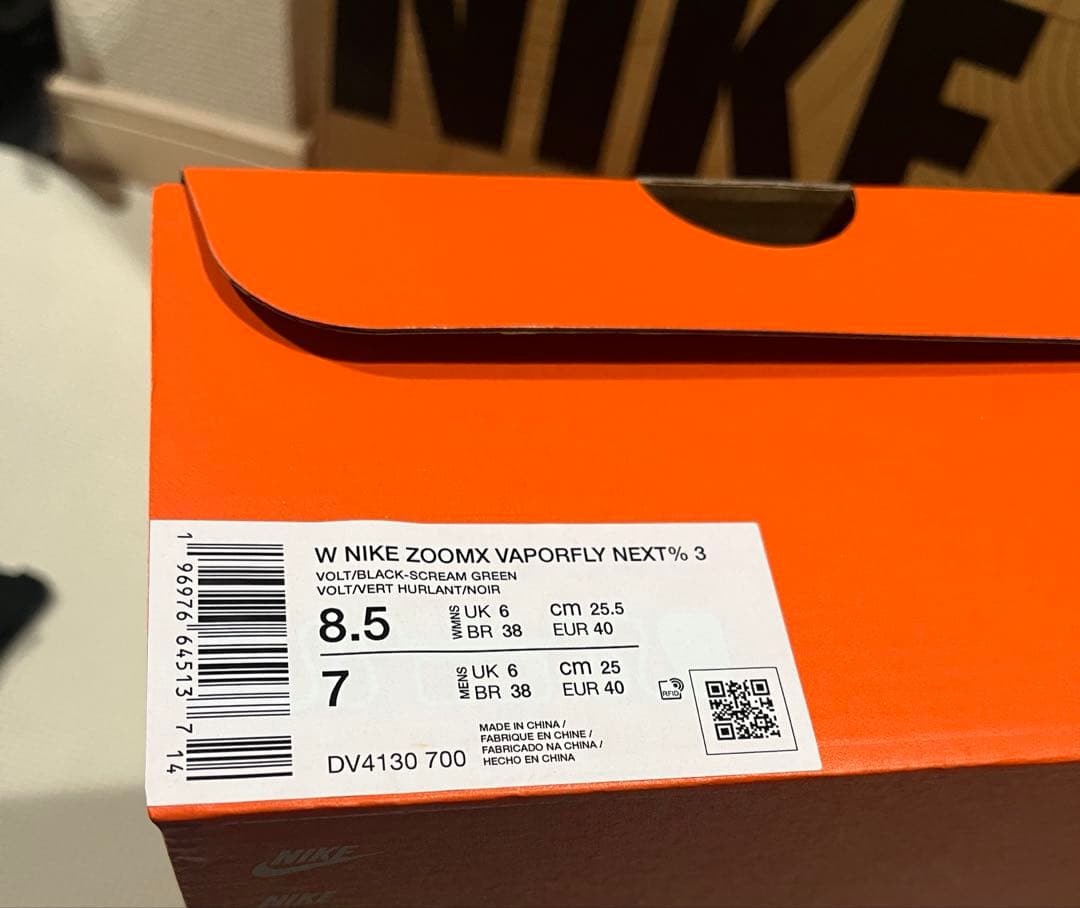 NIKE
W NIKE ZOOMX VAPORFLY NEXT% 3
VOLT/BLACK-SCREAM GREEN
VOLT/VERT HURLANT/NOIR
8.5 WMNS UK 6 cm 25.5
BR 38 EUR 40
7 MENS UK 6 cm 25
BR 38 EUR 40
RFID
DV4130 700
MADE IN CHINA /
FABRIQUE EN CHINE /
FABRICADO NA CHINA /
HECHO EN CHINA
1 96976 64513 7 14
NIKE
NIKE